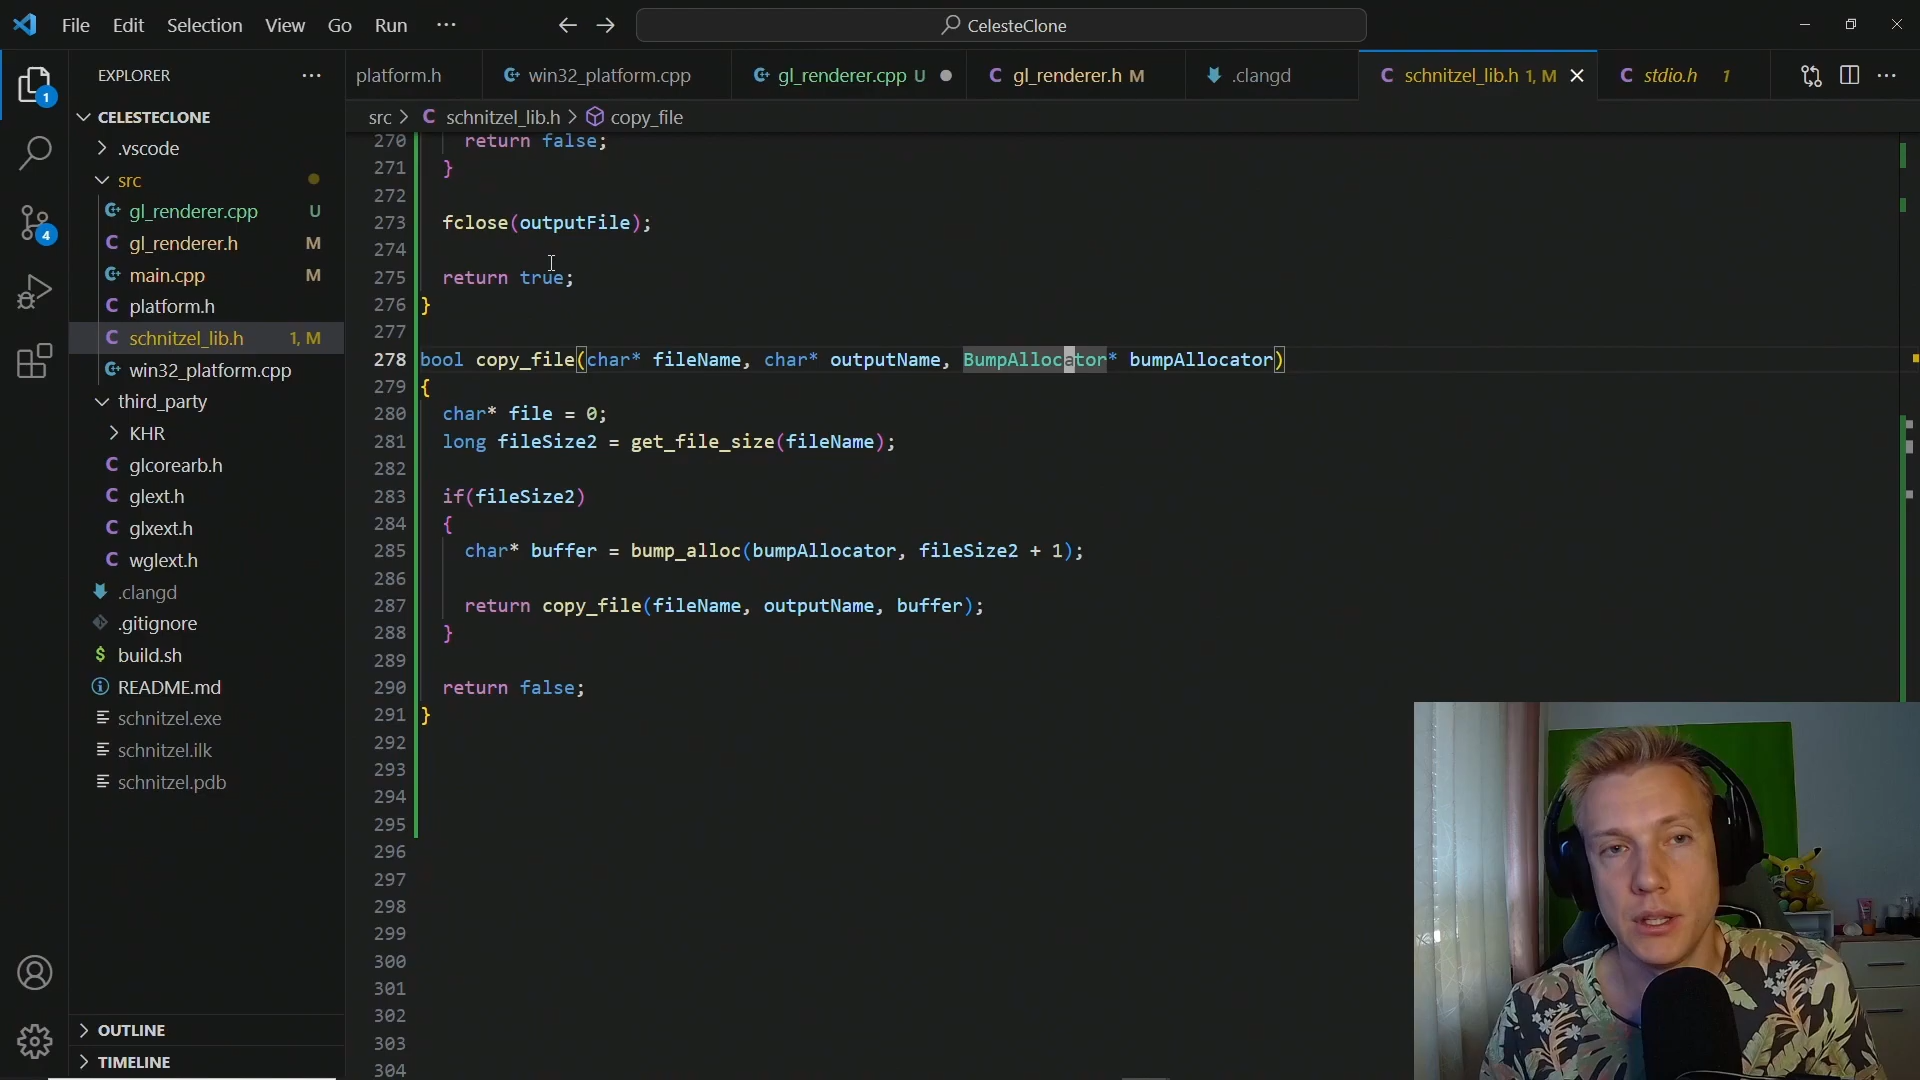 File Edit Selection View Go Run ··· CelesteClone
EXPLORER
platform.h
win32_platform.cpp
gl_renderer.cpp U
gl_renderer.h M
.clangd
schnitzel_lib.h 1, M
stdio.h 1
src > schnitzel_lib.h > copy_file
1
4
CELESTECLONE
.vscode
src
gl_renderer.cpp U
gl_renderer.h M
main.cpp M
platform.h
schnitzel_lib.h 1, M
win32_platform.cpp
third_party
KHR
glcorearb.h
glext.h
glxext.h
wglext.h
.clangd
.gitignore
build.sh
README.md
schnitzel.exe
schnitzel.ilk
schnitzel.pdb
OUTLINE
TIMELINE
270 return false;
271 }
272
273 fclose(outputFile);
274
275 return true;
276 }
277
278 bool copy_file(char* fileName, char* outputName, BumpAllocator* bumpAllocator)
279 {
280 char* file = 0;
281 long fileSize2 = get_file_size(fileName);
282
283 if(fileSize2)
284 {
285 char* buffer = bump_alloc(bumpAllocator, fileSize2 + 1);
286
287 return copy_file(fileName, outputName, buffer);
288 }
289
290 return false;
291 }
292
293
294
295
296
297
298
299
300
301
302
303
304